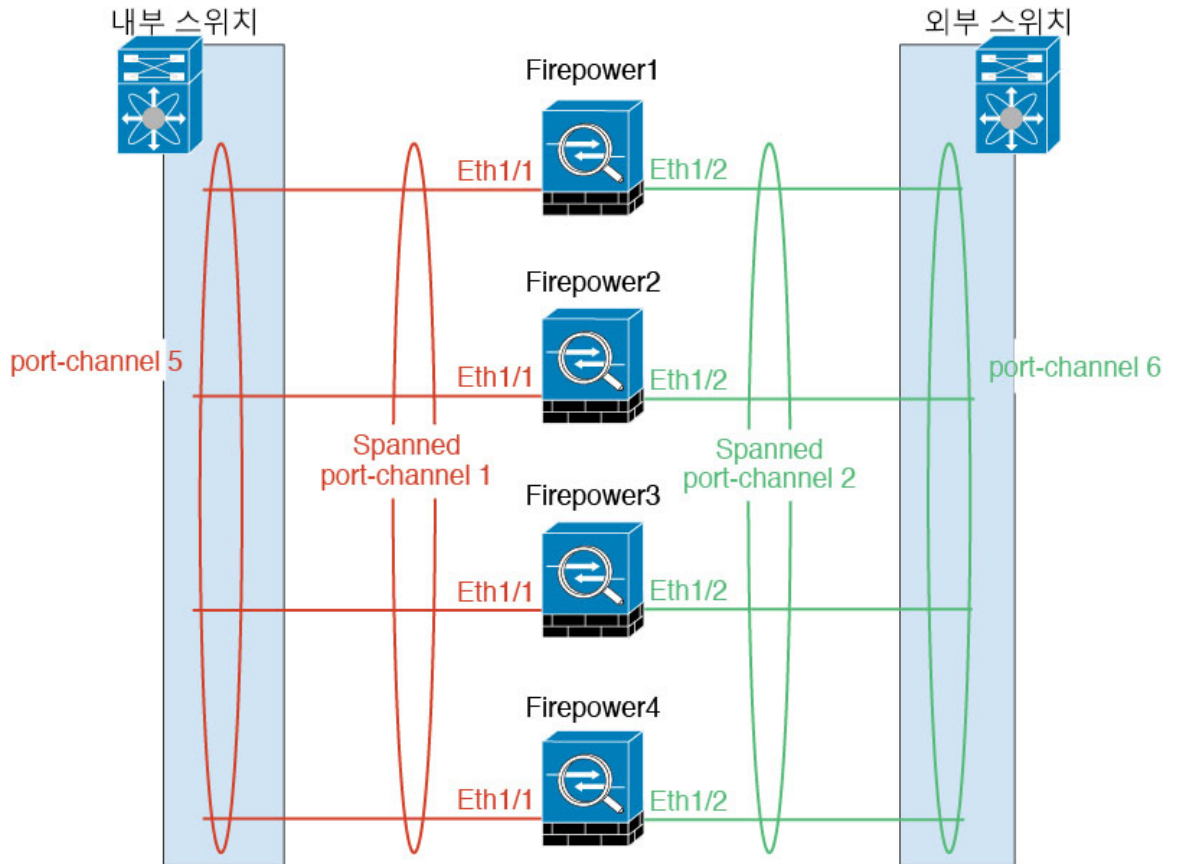 내부 스위치
외부 스위치
Firepower1
Eth1/1
Eth1/2
Firepower2
port-channel 5
Eth1/1
Eth1/2
port-channel 6
Spanned
port-channel 1
Spanned
port-channel 2
Firepower3
Eth1/1
Eth1/2
Firepower4
Eth1/1
Eth1/2